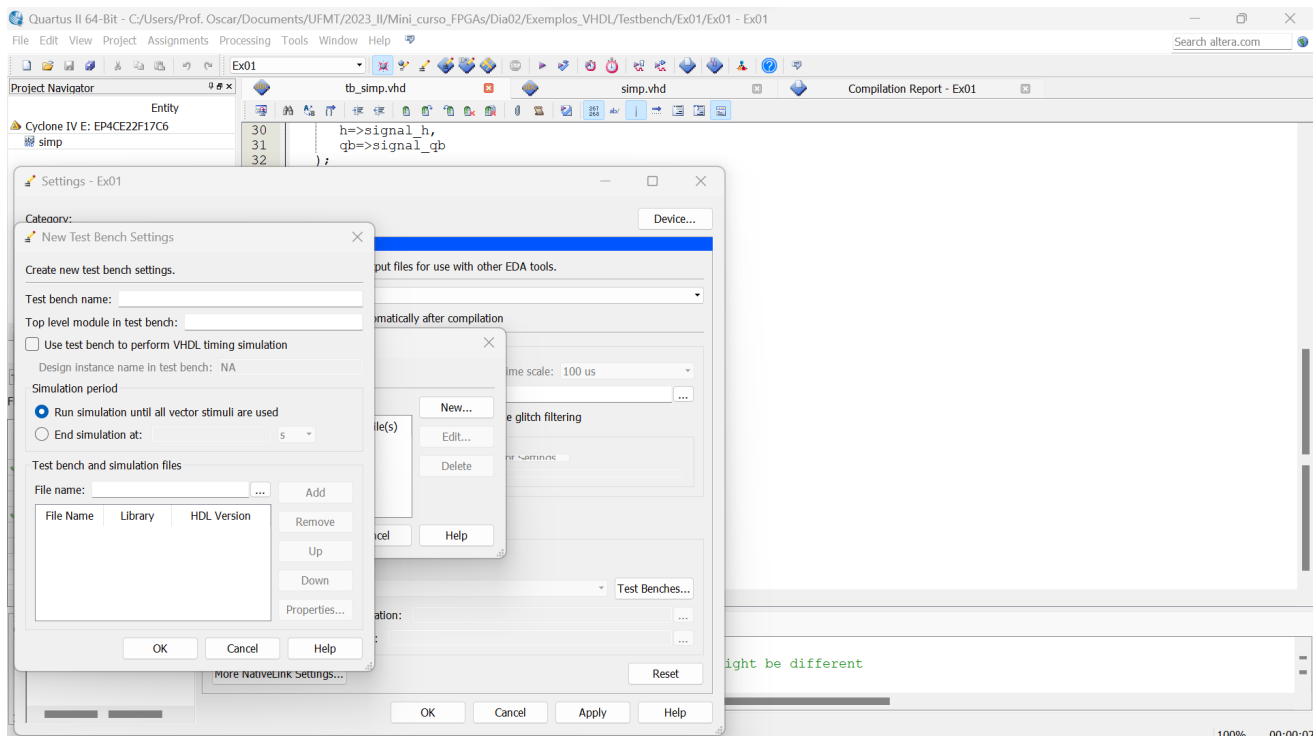 Quartus II 64-Bit - C:/Users/Prof. Oscar/Documents/UFMT/2023_II/Mini_curso_FPGAs/Dia02/Exemplos_VHDL/Testbench/Ex01/Ex01 - Ex01
File Edit View Project Assignments Processing Tools Window Help
Search altera.com
Ex01
Project Navigator
tb_simp.vhd
simp.vhd
Compilation Report - Ex01
Entity
Cyclone IV E: EP4CE22F17C6
simp
267
268
ab/
30 h=>signal_h,
31 qb=>signal_qb
32 );
Settings - Ex01
Category:
Device...
New Test Bench Settings
Create new test bench settings.
put files for use with other EDA tools.
Test bench name:
Top level module in test bench:
omatically after compilation
Use test bench to perform VHDL timing simulation
Design instance name in test bench: NA
ime scale: 100 us
Simulation period
...
Run simulation until all vector stimuli are used
New...
e glitch filtering
End simulation at:
s
ile(s)
Edit...
Test bench and simulation files
Delete
File name:
...
Add
File Name Library HDL Version
Remove
ncel
Help
Up
Down
Test Benches...
Properties...
ation:
...
:
...
OK
Cancel
Help
ight be different
More NativeLink Settings...
Reset
OK
Cancel
Apply
Help
100% 00:00:07